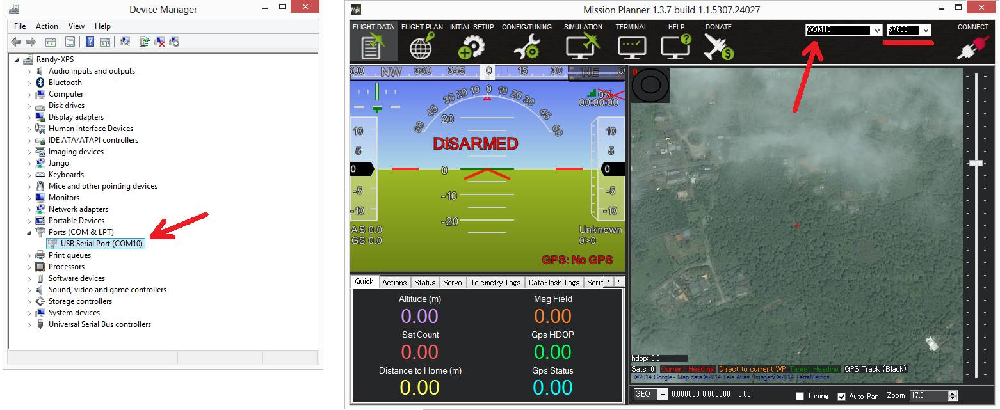 Device Manager
File Action View Help
Randy-XPS
Audio inputs and outputs
Bluetooth
Computer
Disk drives
Display adapters
Human Interface Devices
IDE ATA/ATAPI controllers
Imaging devices
Jungo
Keyboards
Mice and other pointing devices
Monitors
Network adapters
Portable Devices
Ports (COM & LPT)
USB Serial Port (COM10)
Print queues
Processors
Software devices
Sound, video and game controllers
Storage controllers
System devices
Universal Serial Bus controllers
Mission Planner 1.3.7 build 1.1.5307.24027
FLIGHT DATA FLIGHT PLAN INITIAL SETUP CONFIG/TUNING SIMULATION TERMINAL HELP DONATE
COM10 57600 CONNECT
300 NW 330 345 0 15 30 NE 6
0%
00:00:00
60 45 30 20 10 0 10 20 30 45 60
20
DISARMED
10 10
5 5
0 0 0
-5 -5
-10 -10 -10
-20
AS 0.0 Unknown
GS 0.0 0>0
GPS: No GPS
Quick Actions Status Servo Telemetry Logs DataFlash Logs Scrip
Altitude (m) Mag Field
0.00 0.00
Sat Count Gps HDOP
0.00 0.00
Distance to Home (m) Gps Status
0.00 0.00
0
hdop: 0.0
Sats: 0 Current Heading Direct to current WP Target Heading GPS Track (Black)
©2014 Google - Map data ©2014 Tele Atlas, Imagery ©2014 TerraMetrics
GEO 0.000000 0.000000 0.00 Tuning Auto Pan Zoom 17.0